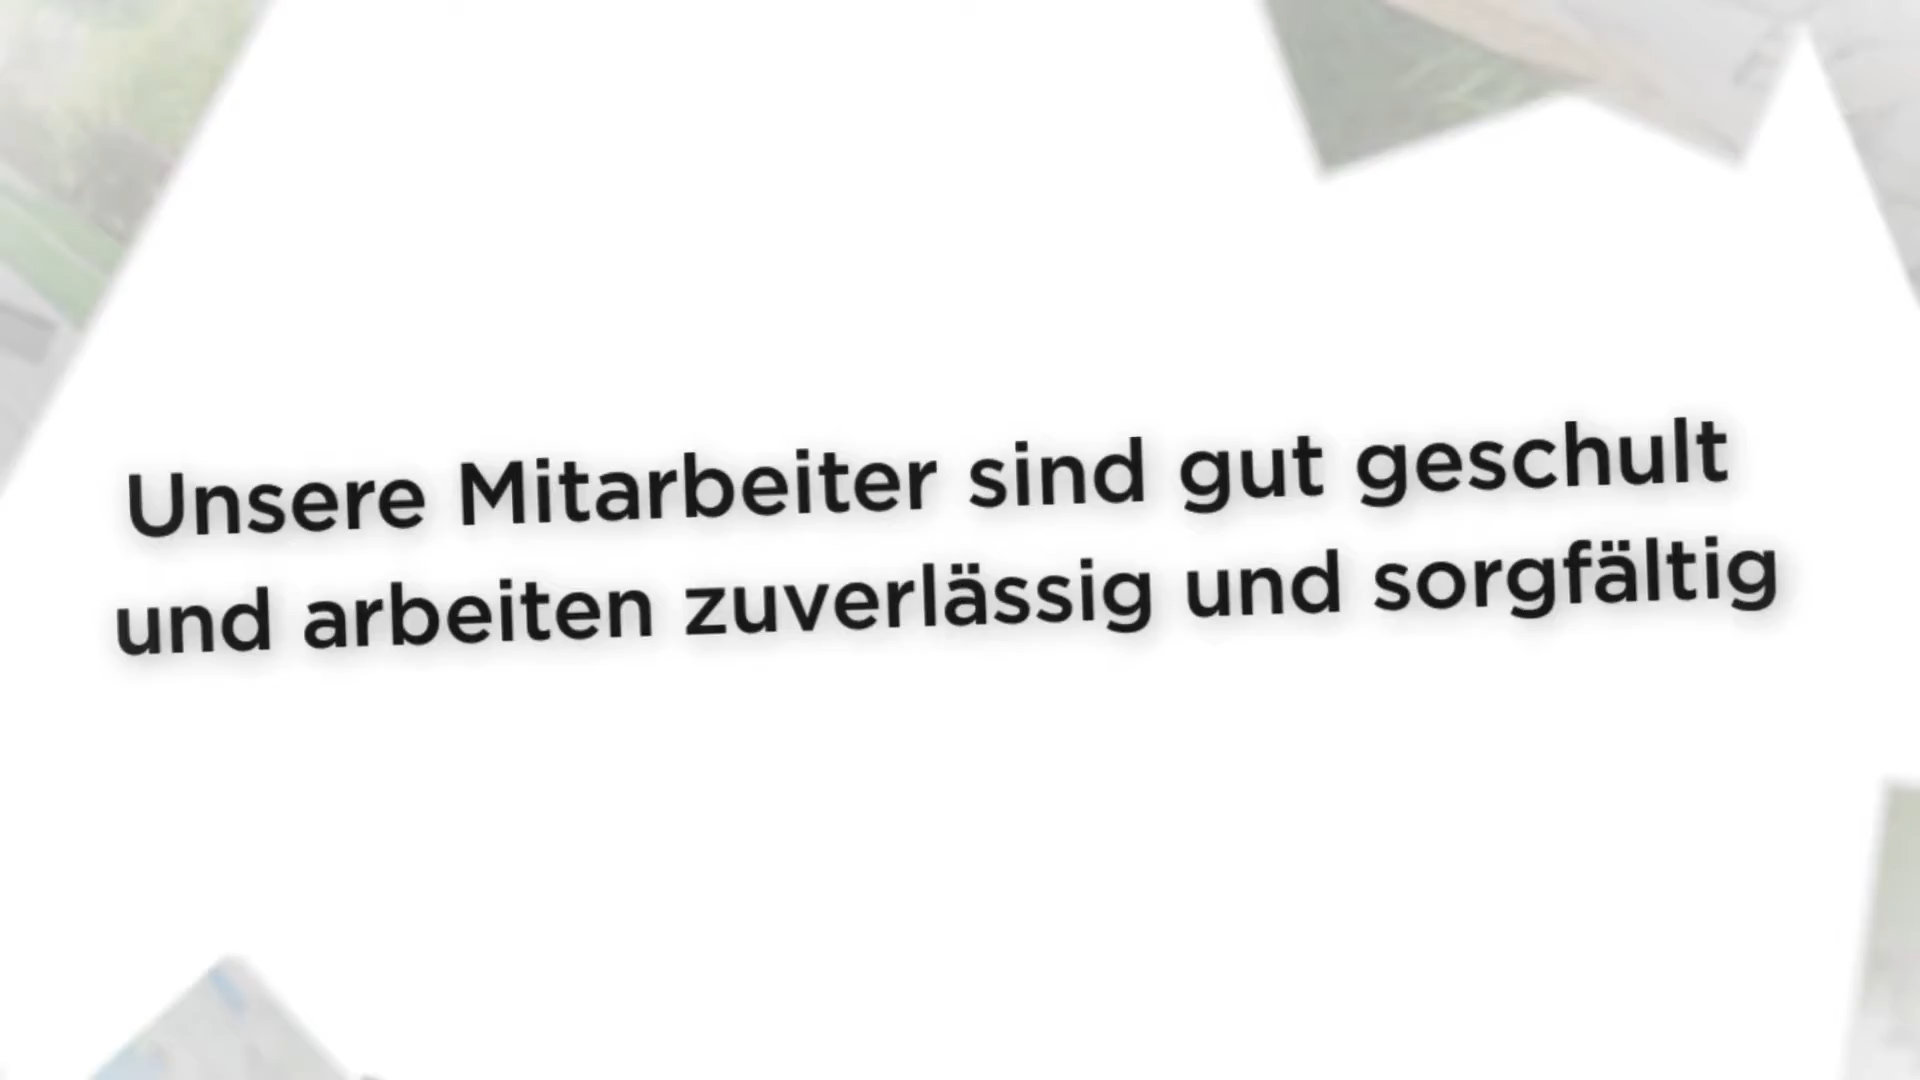 Unsere Mitarbeiter sind gut geschult
und arbeiten zuverlässig und sorgfältig